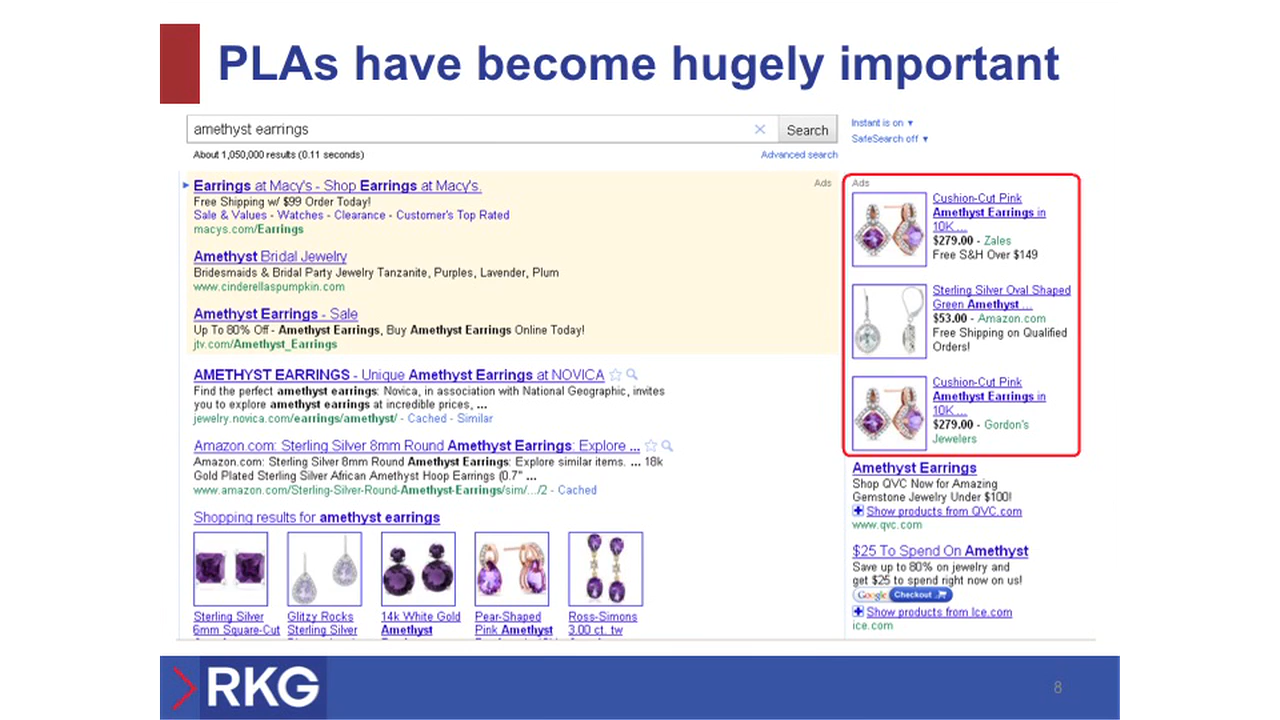 PLAs have become hugely important
amethyst earrings
Search
Instant is on
SafeSearch off
About 1,050,000 results (0.11 seconds)
Advanced search
Earrings at Macy's - Shop Earrings at Macy's.
Ads
Free Shipping w/ $99 Order Today!
Sale & Values - Watches - Clearance - Customer's Top Rated
macys.com/Earrings
Amethyst Bridal Jewelry
Bridesmaids & Bridal Party Jewelry Tanzanite, Purples, Lavender, Plum
www.cinderellaspumpkin.com
Amethyst Earrings - Sale
Up To 80% Off - Amethyst Earrings, Buy Amethyst Earrings Online Today!
jtv.com/Amethyst_Earrings
AMETHYST EARRINGS - Unique Amethyst Earrings at NOVICA
Find the perfect amethyst earrings: Novica, in association with National Geographic, invites
you to explore amethyst earrings at incredible prices, ...
jewelry.novica.com/earrings/amethyst/ - Cached - Similar
Amazon.com: Sterling Silver 8mm Round Amethyst Earrings: Explore ...
Amazon.com: Sterling Silver 8mm Round Amethyst Earrings: Explore similar items. ... 18k
Gold Plated Sterling Silver African Amethyst Hoop Earrings (0.7" ...
www.amazon.com/Sterling-Silver-Round-Amethyst-Earrings/sim/.../2 - Cached
Shopping results for amethyst earrings
Sterling Silver
6mm Square-Cut
Glitzy Rocks
Sterling Silver
14k White Gold
Amethyst
Pear-Shaped
Pink Amethyst
Ross-Simons
3.00 ct. tw
Ads
Cushion-Cut Pink
Amethyst Earrings in
10K ...
$279.00 - Zales
Free S&H Over $149
Sterling Silver Oval Shaped
Green Amethyst ...
$53.00 - Amazon.com
Free Shipping on Qualified
Orders!
Cushion-Cut Pink
Amethyst Earrings in
10K ...
$279.00 - Gordon's
Jewelers
Amethyst Earrings
Shop QVC Now for Amazing
Gemstone Jewelry Under $100!
Show products from QVC.com
www.qvc.com
$25 To Spend On Amethyst
Save up to 80% on jewelry and
get $25 to spend right now on us!
Google Checkout
Show products from Ice.com
ice.com
RKG
8